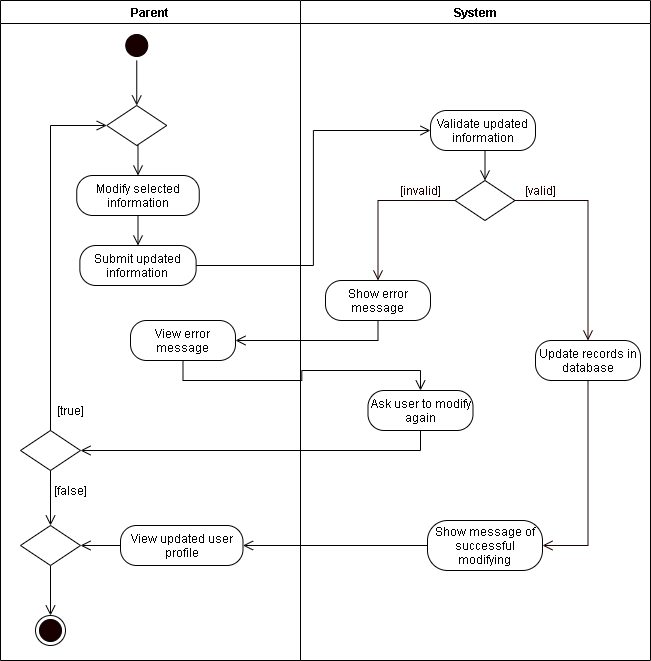 Parent
System
Validate updated
information
[invalid]
[valid]
Modify selected
information
Submit updated
information
Show error
message
View error
message
Update records in
database
Ask user to modify
again
[true]
[false]
View updated user
profile
Show message of
successful
modifying